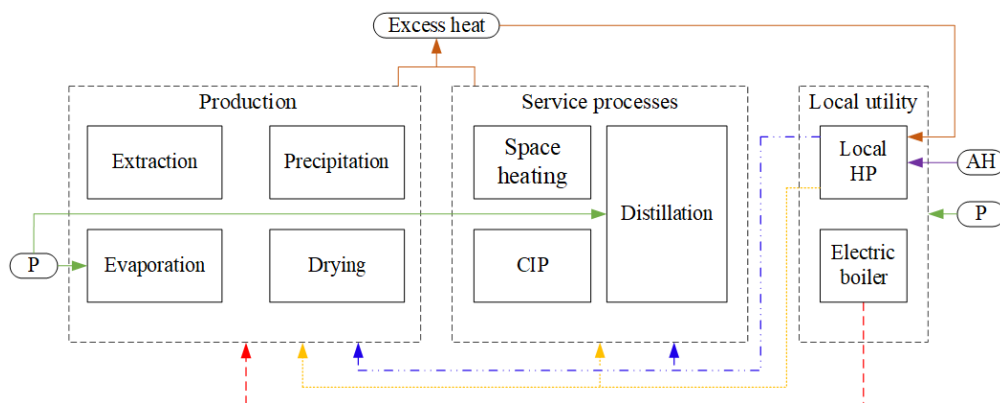 Excess heat
Production
Service processes
Local utility
Extraction
Precipitation
Space
heating
Distillation
Local
HP
AH
P
P
Evaporation
Drying
CIP
Electric
boiler